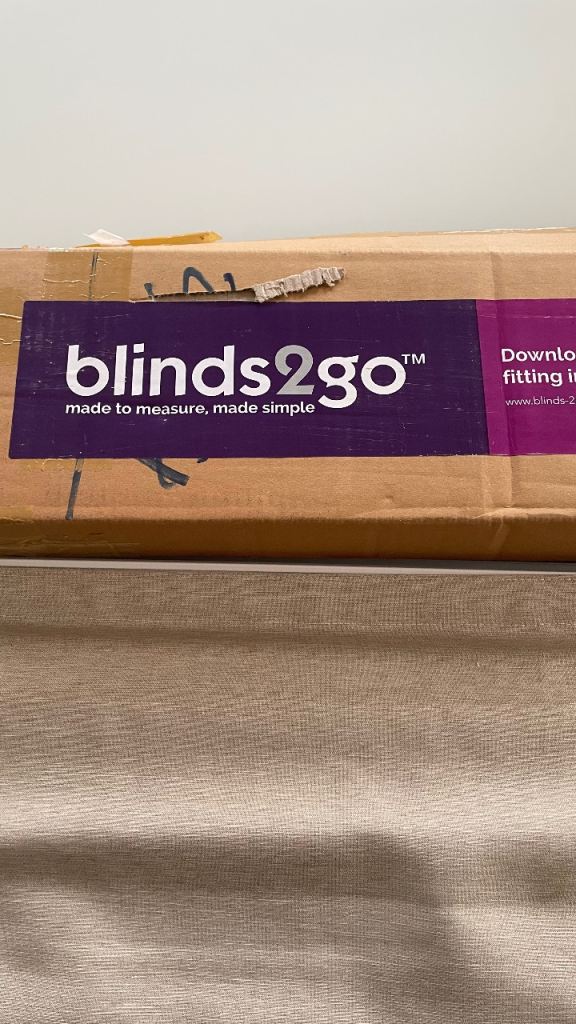 blinds2go™
made to measure, made simple
Downlo
fitting i
www.blinds-2